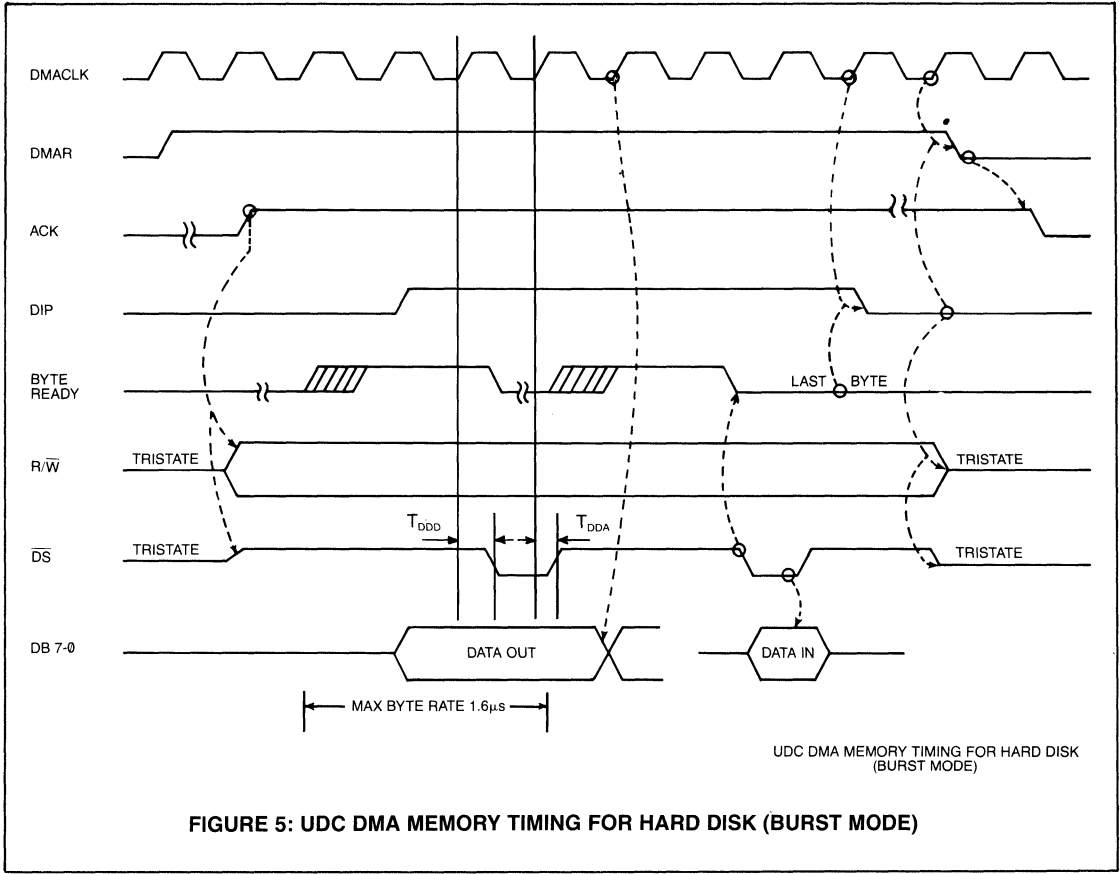 DMACLK
DMAR
ACK
DIP
BYTE
READY
LAST BYTE
R/W̅
TRISTATE
TRISTATE
T_DDD
T_DDA
D̅S̅
TRISTATE
TRISTATE
DB 7-0
DATA OUT
DATA IN
MAX BYTE RATE 1.6μs
UDC DMA MEMORY TIMING FOR HARD DISK
(BURST MODE)
FIGURE 5: UDC DMA MEMORY TIMING FOR HARD DISK (BURST MODE)